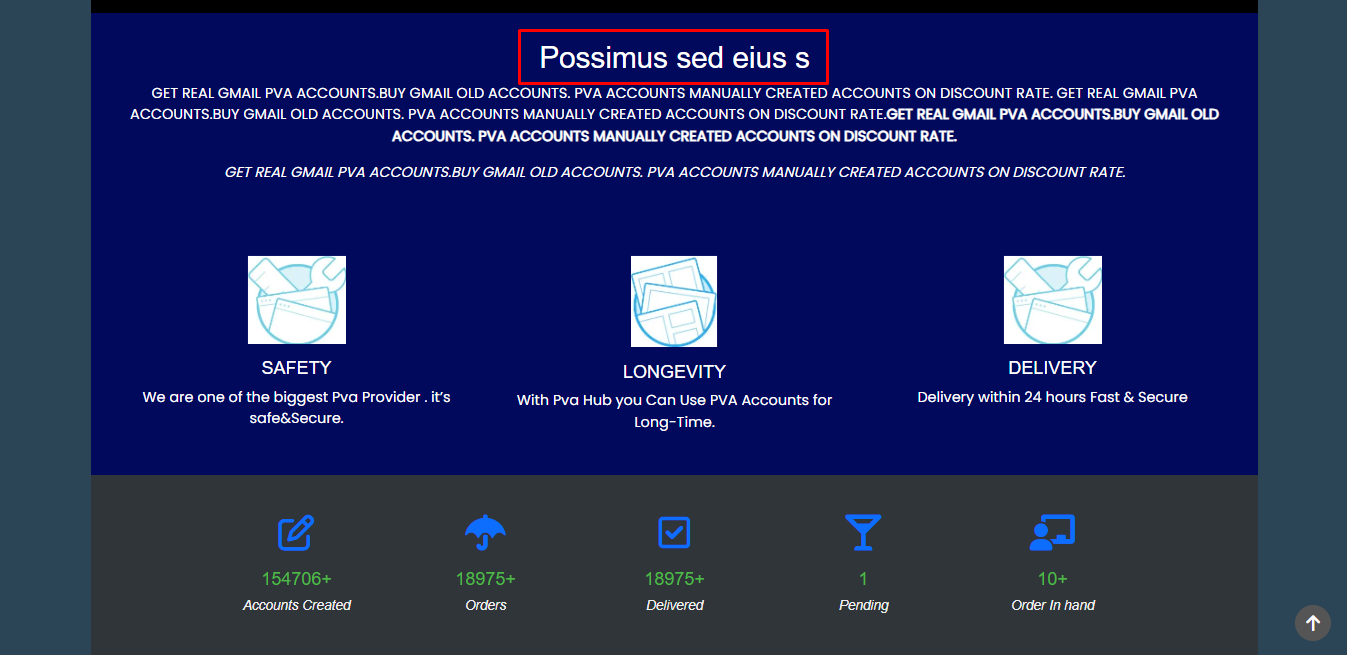 Possimus sed eius s
GET REAL GMAIL PVA ACCOUNTS.BUY GMAIL OLD ACCOUNTS. PVA ACCOUNTS MANUALLY CREATED ACCOUNTS ON DISCOUNT RATE. GET REAL GMAIL PVA
ACCOUNTS.BUY GMAIL OLD ACCOUNTS. PVA ACCOUNTS MANUALLY CREATED ACCOUNTS ON DISCOUNT RATE.GET REAL GMAIL PVA ACCOUNTS.BUY GMAIL OLD
ACCOUNTS. PVA ACCOUNTS MANUALLY CREATED ACCOUNTS ON DISCOUNT RATE.
GET REAL GMAIL PVA ACCOUNTS.BUY GMAIL OLD ACCOUNTS. PVA ACCOUNTS MANUALLY CREATED ACCOUNTS ON DISCOUNT RATE.
SAFETY
We are one of the biggest Pva Provider . it's
safe&Secure.
LONGEVITY
With Pva Hub you Can Use PVA Accounts for
Long-Time.
DELIVERY
Delivery within 24 hours Fast & Secure
154706+
Accounts Created
18975+
Orders
18975+
Delivered
1
Pending
10+
Order In hand